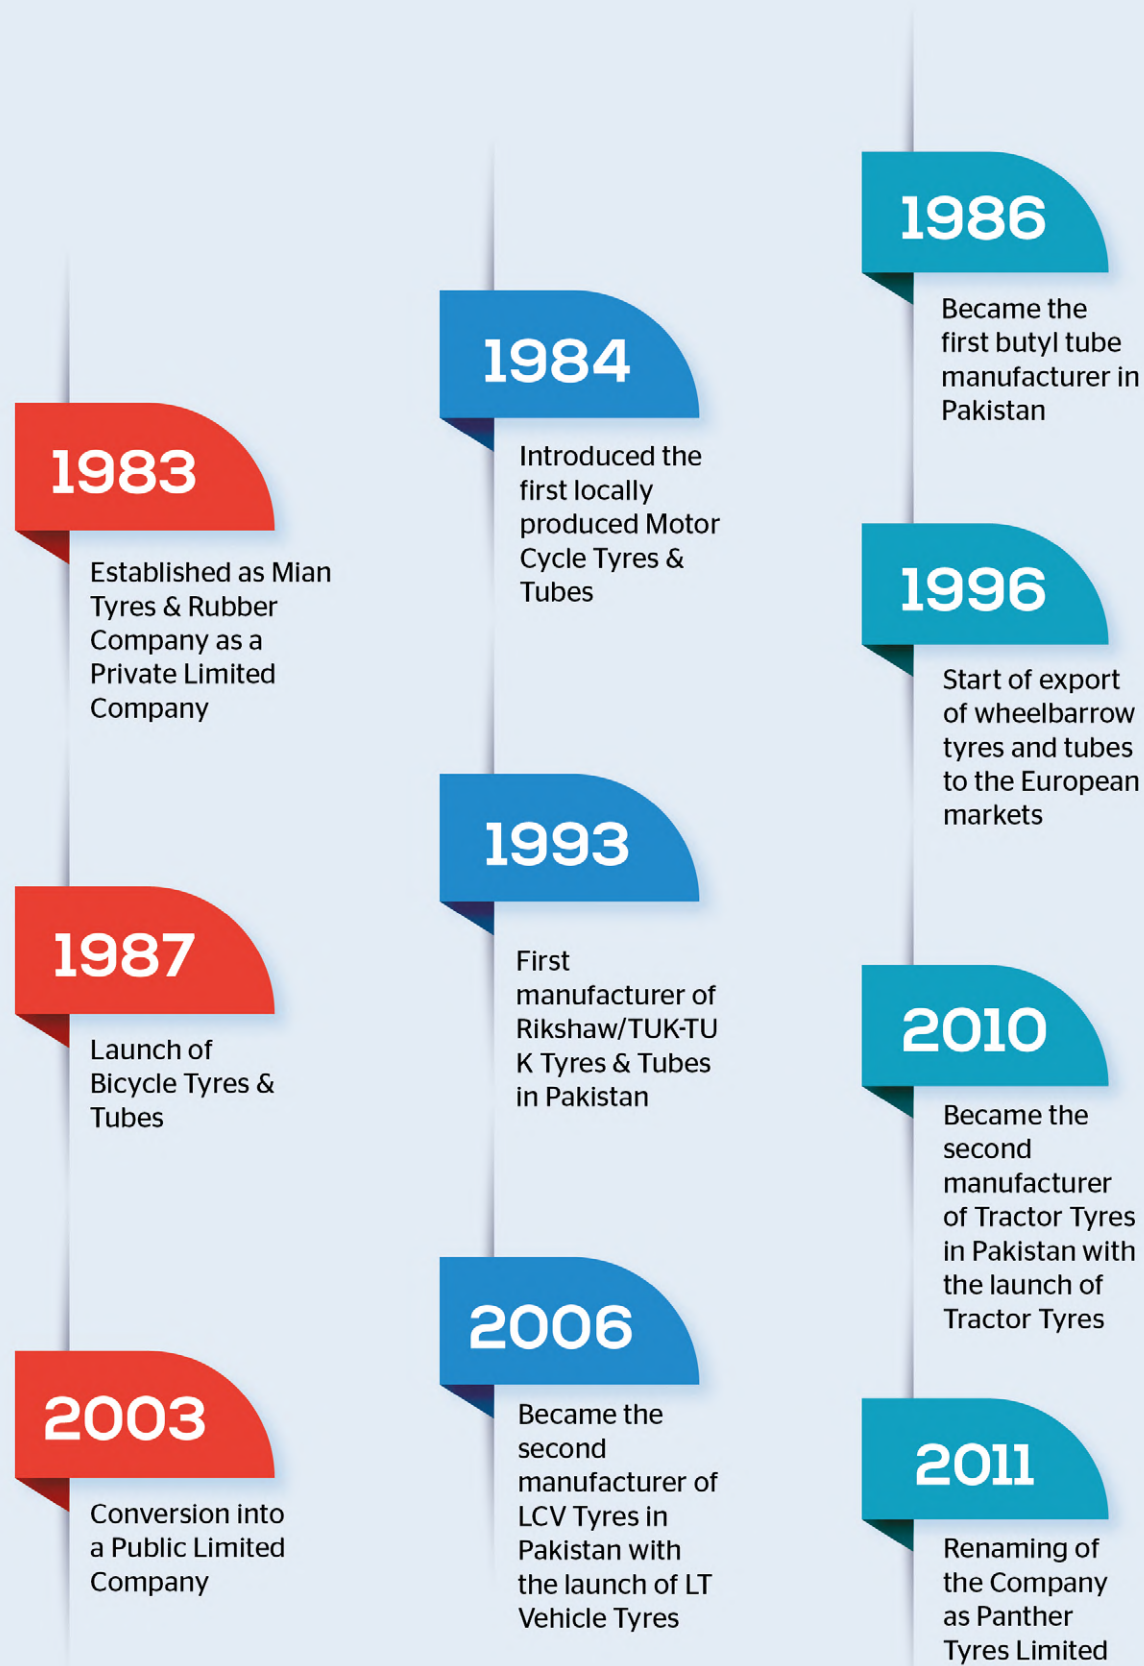 1983
Established as Mian
Tyres & Rubber
Company as a
Private Limited
Company
1984
Introduced the
first locally
produced Motor
Cycle Tyres &
Tubes
1986
Became the
first butyl tube
manufacturer in
Pakistan
1987
Launch of
Bicycle Tyres &
Tubes
1993
First
manufacturer of
Rikshaw/TUK-TU
K Tyres & Tubes
in Pakistan
1996
Start of export
of wheelbarrow
tyres and tubes
to the European
markets
2003
Conversion into
a Public Limited
Company
2006
Became the
second
manufacturer of
LCV Tyres in
Pakistan with
the launch of LT
Vehicle Tyres
2010
Became the
second
manufacturer
of Tractor Tyres
in Pakistan with
the launch of
Tractor Tyres
2011
Renaming of
the Company
as Panther
Tyres Limited